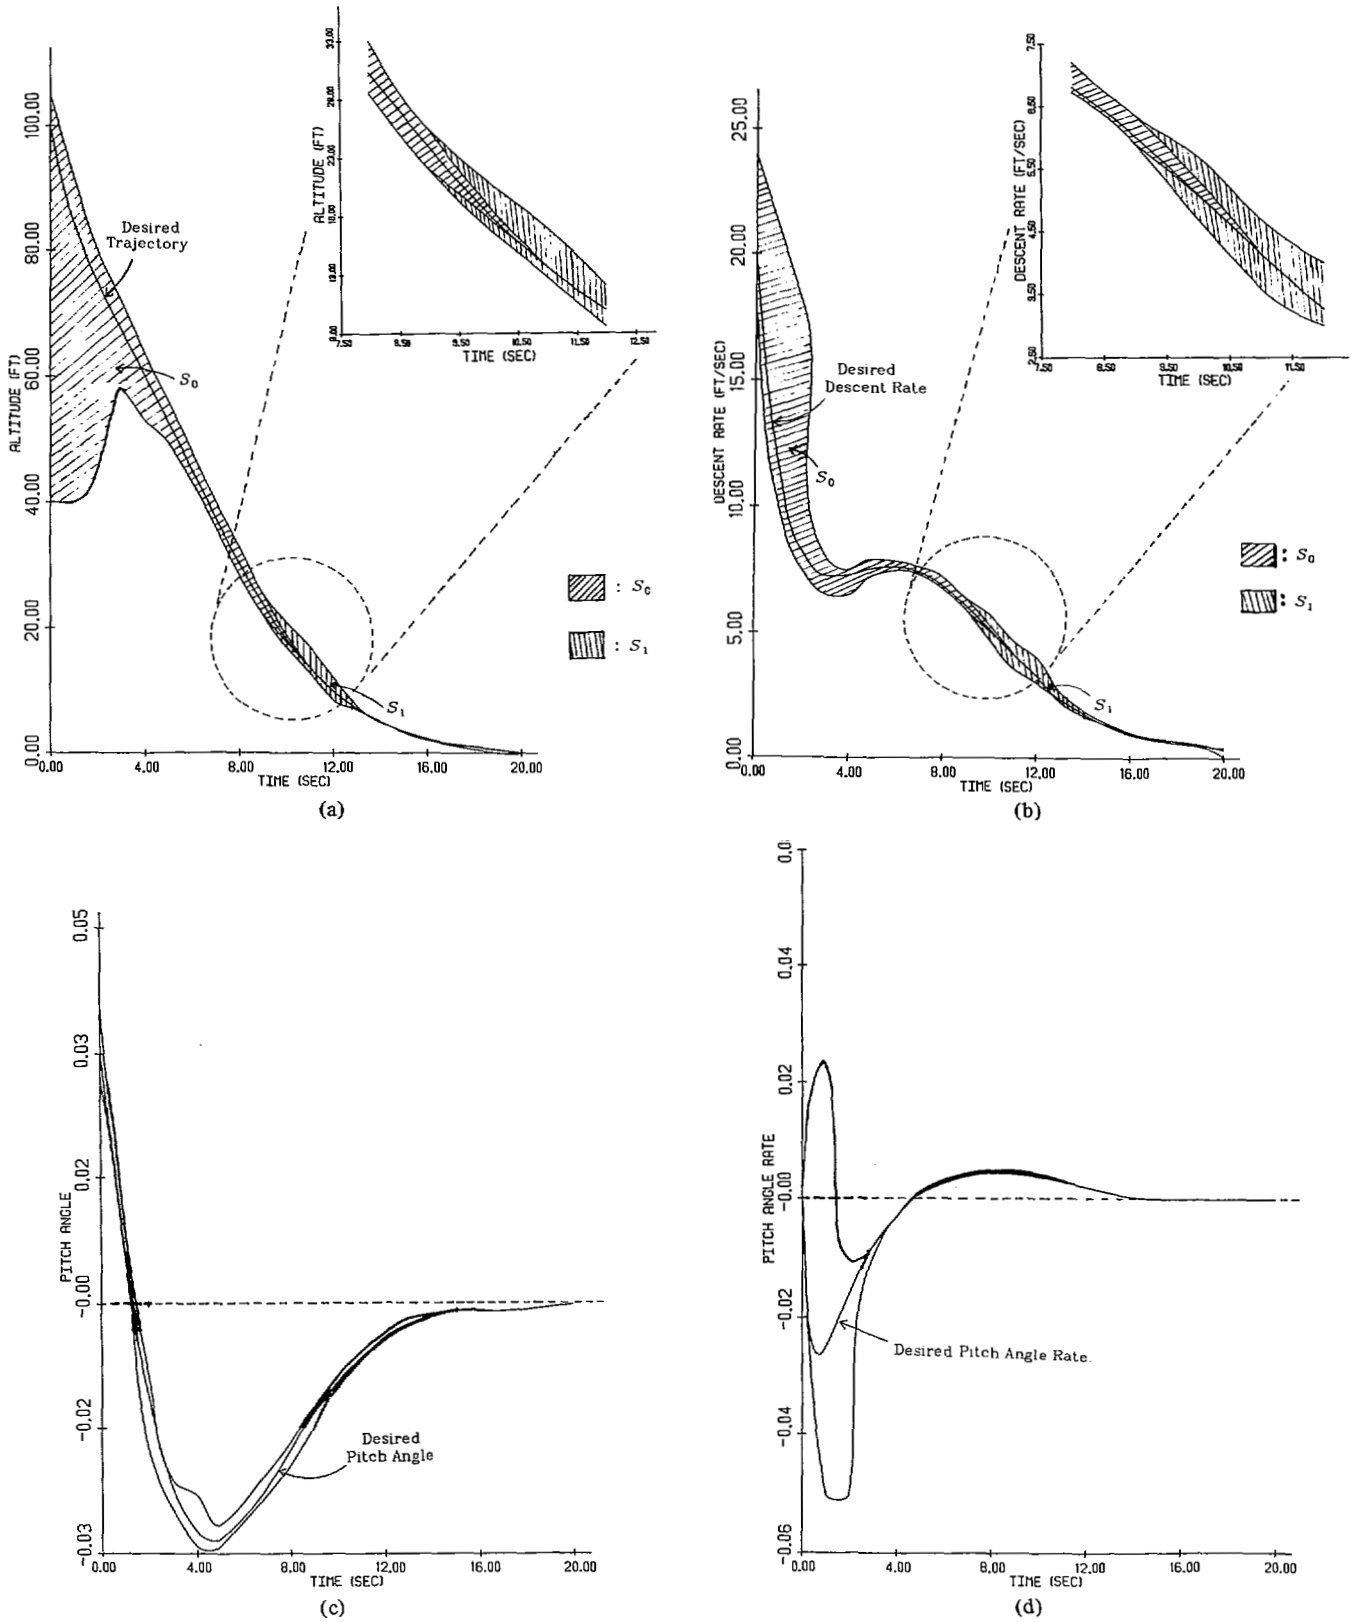 ALTITUDE (FT)
100.00
80.00
60.00
40.00
20.00
0.00
0.00 4.00 8.00 12.00 16.00 20.00
TIME (SEC)
(a)
Desired
Trajectory
S₀
S₁
: S₀
: S₁
ALTITUDE (FT)
33.00
28.00
23.00
7.50 8.50 9.50 10.50 11.50 12.50
TIME (SEC)
DESCENT RATE (FT/SEC)
25.00
20.00
15.00
10.00
5.00
0.00
0.00 4.00 8.00 12.00 16.00 20.00
TIME (SEC)
(b)
Desired
Descent Rate
S₀
S₁
: S₀
: S₁
DESCENT RATE (FT/SEC)
7.50
6.50
5.50
4.50
3.50
2.50
7.50 8.50 9.50 10.50 11.50
TIME (SEC)
PITCH ANGLE
0.05
0.03
0.02
-0.00
-0.02
-0.03
0.00 4.00 8.00 12.00 16.00 20.00
TIME (SEC)
(c)
Desired
Pitch Angle
PITCH ANGLE RATE
0.0
0.04
0.02
-0.00
-0.02
-0.04
-0.06
0.00 4.00 8.00 12.00 16.00 20.00
TIME (SEC)
(d)
Desired Pitch Angle Rate.